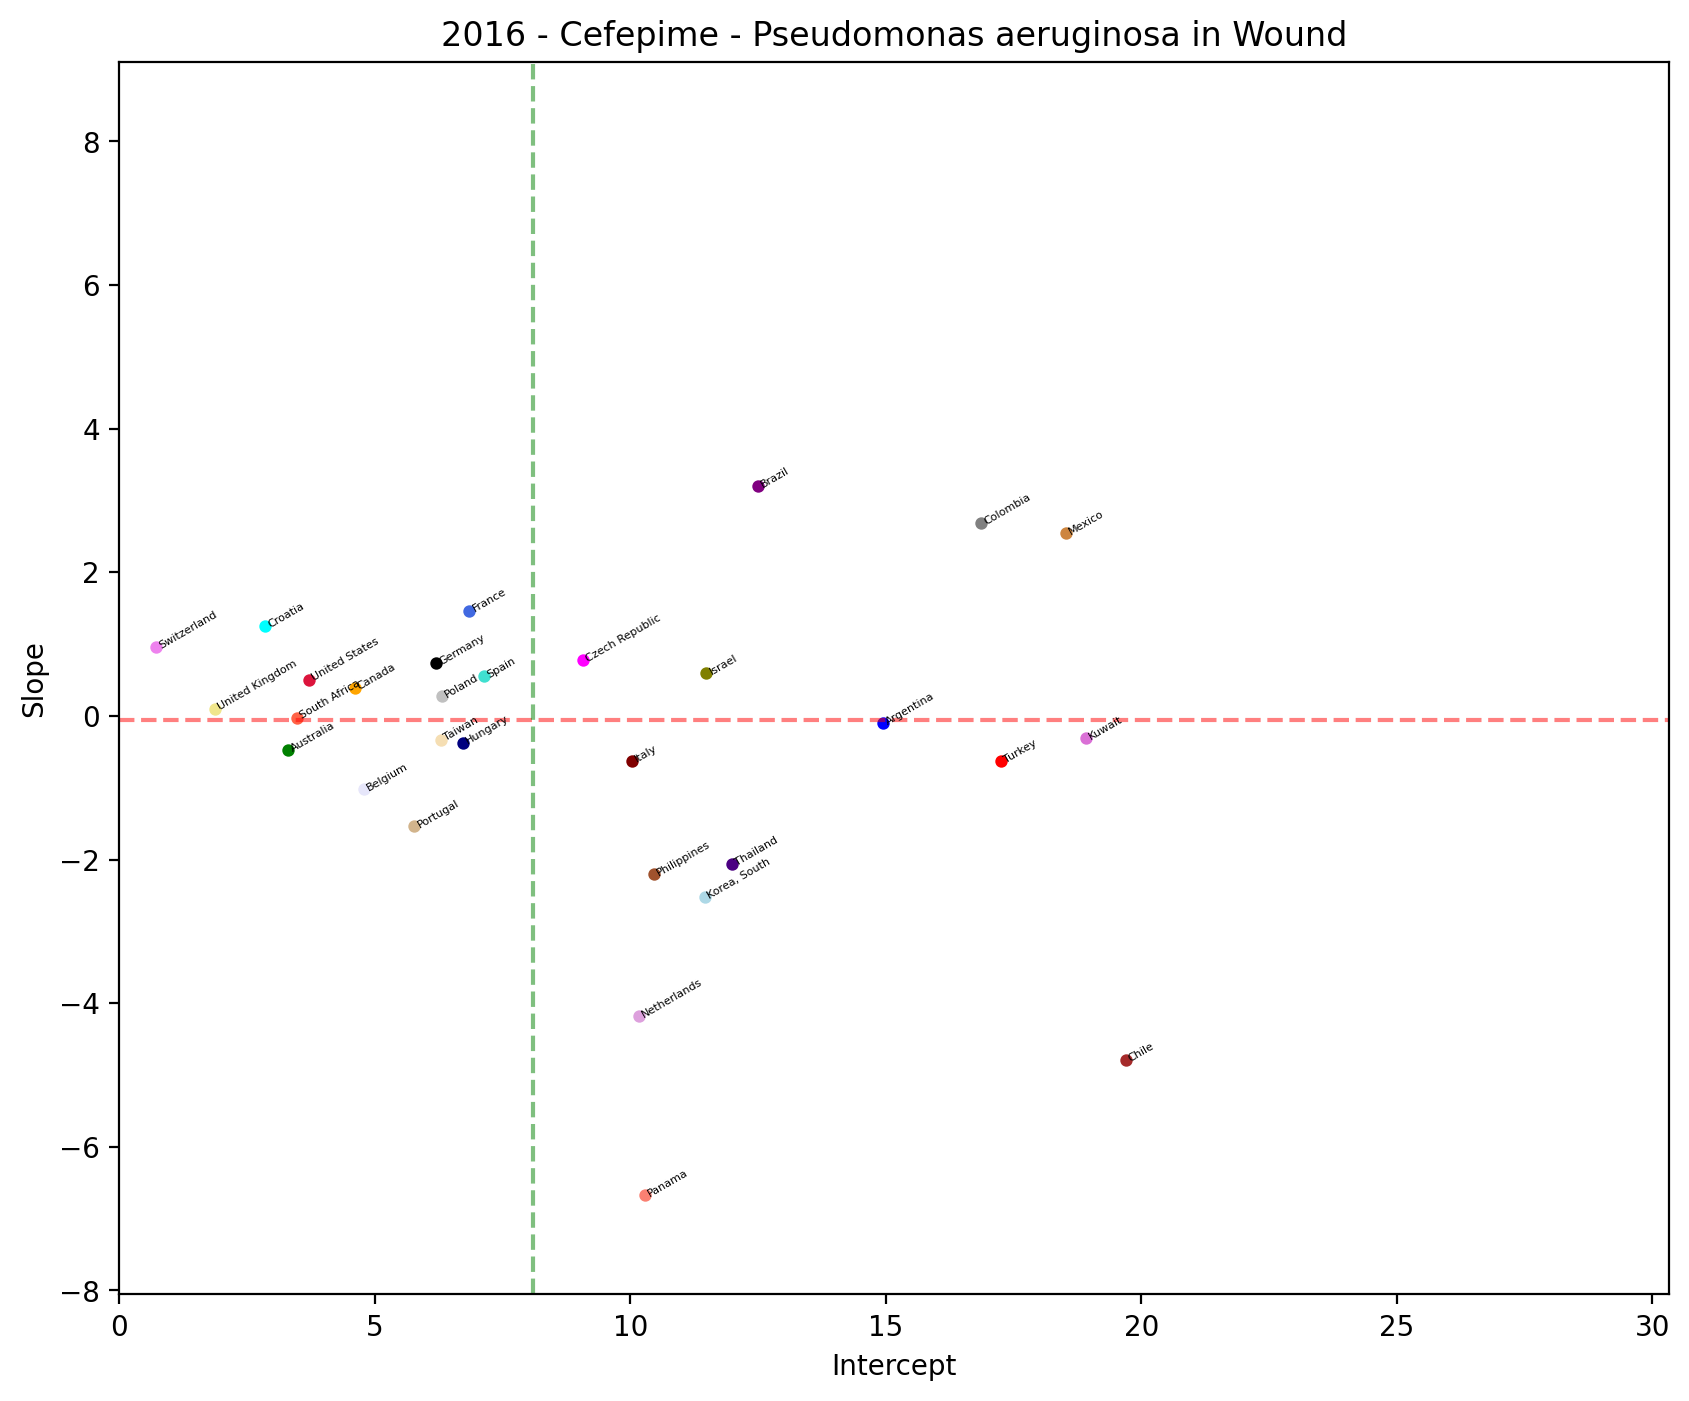 2016 - Cefepime - Pseudomonas aeruginosa in Wound
8
6
4
2
0
−2
−4
−6
−8
Slope
Brazil
Colombia
Mexico
France
Croatia
Switzerland
Czech Republic
Germany
Israel
Spain
United States
Canada
Poland
United Kingdom
South Africa
Argentina
Kuwait
Taiwan
Hungary
Australia
Italy
Turkey
Belgium
Portugal
Thailand
Philippines
Korea, South
Netherlands
Chile
Panama
0
5
10
15
20
25
30
Intercept